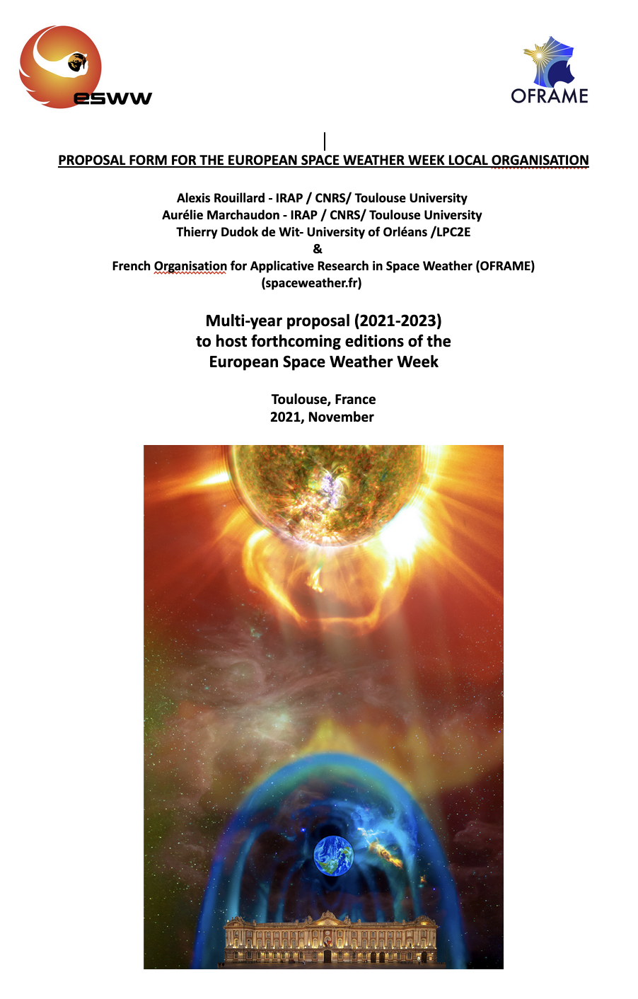 esww
OFRAME
PROPOSAL FORM FOR THE EUROPEAN SPACE WEATHER WEEK LOCAL ORGANISATION
Alexis Rouillard - IRAP / CNRS/ Toulouse University
Aurélie Marchaudon - IRAP / CNRS/ Toulouse University
Thierry Dudok de Wit- University of Orléans /LPC2E
&
French Organisation for Applicative Research in Space Weather (OFRAME)
(spaceweather.fr)
Multi-year proposal (2021-2023)
to host forthcoming editions of the
European Space Weather Week
Toulouse, France
2021, November